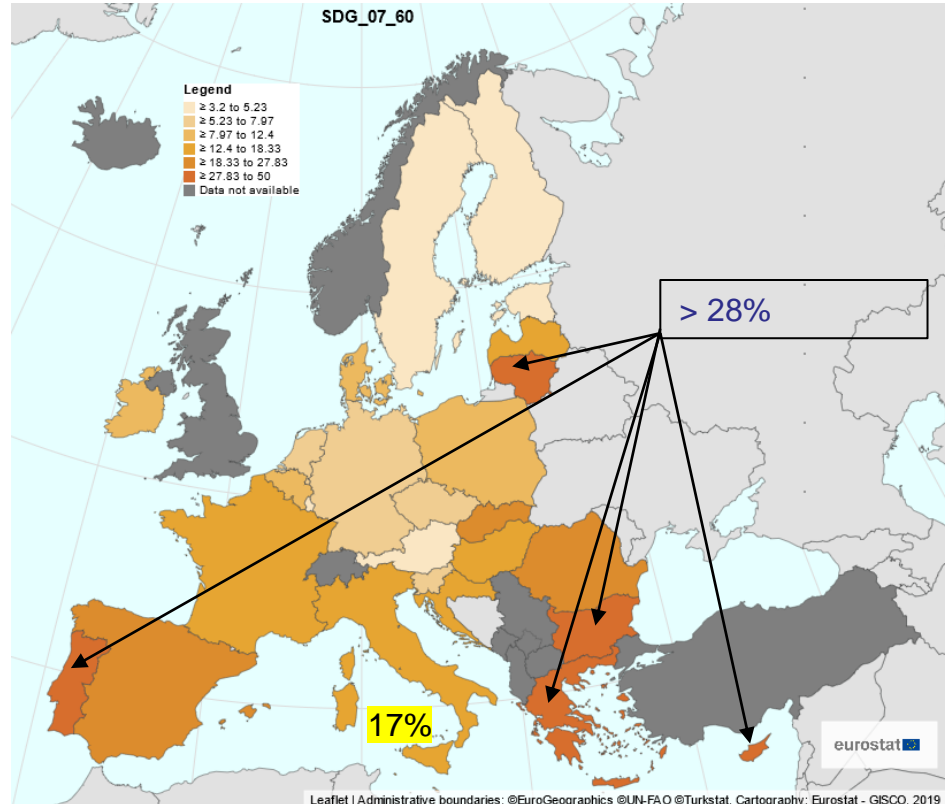 SDG_07_60
Legend
≥ 3.2 to 5.23
≥ 5.23 to 7.97
≥ 7.97 to 12.4
≥ 12.4 to 18.33
≥ 18.33 to 27.83
≥ 27.83 to 50
Data not available
> 28%
17%
eurostat
Leaflet | Administrative boundaries: ©EuroGeographics ©UN-FAO ©Turkstat, Cartography: Eurostat - GISCO, 2019